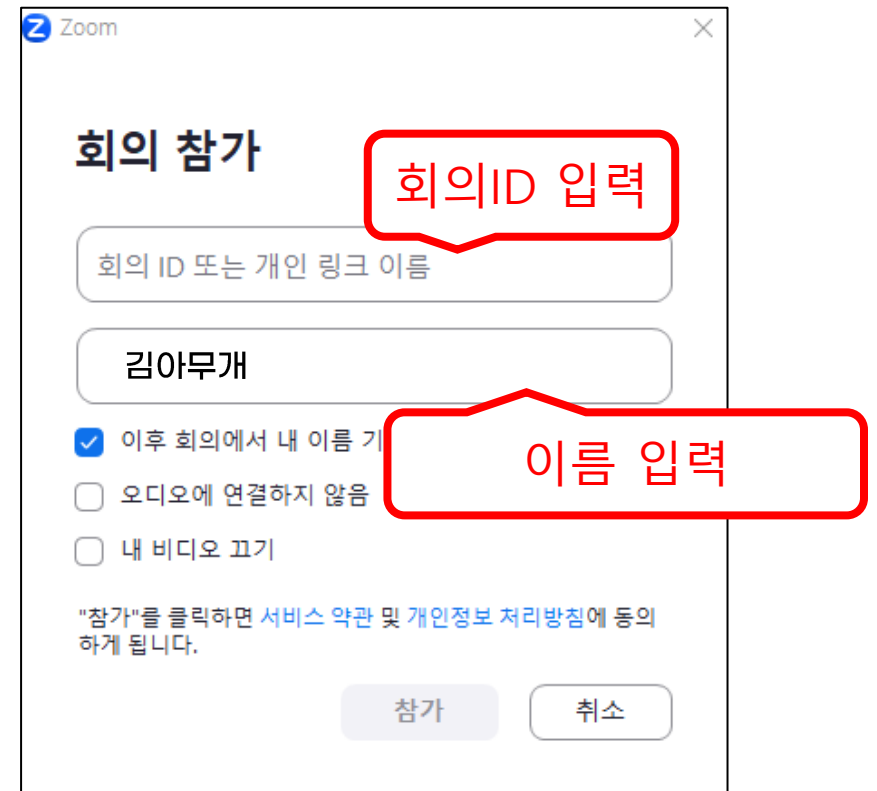 Zoom
회의 참가
회의ID 입력
회의 ID 또는 개인 링크 이름
김아무개
이름 입력
이후 회의에서 내 이름 기
오디오에 연결하지 않음
내 비디오 끄기
"참가"를 클릭하면 서비스 약관 및 개인정보 처리방침에 동의
하게 됩니다.
참가 취소